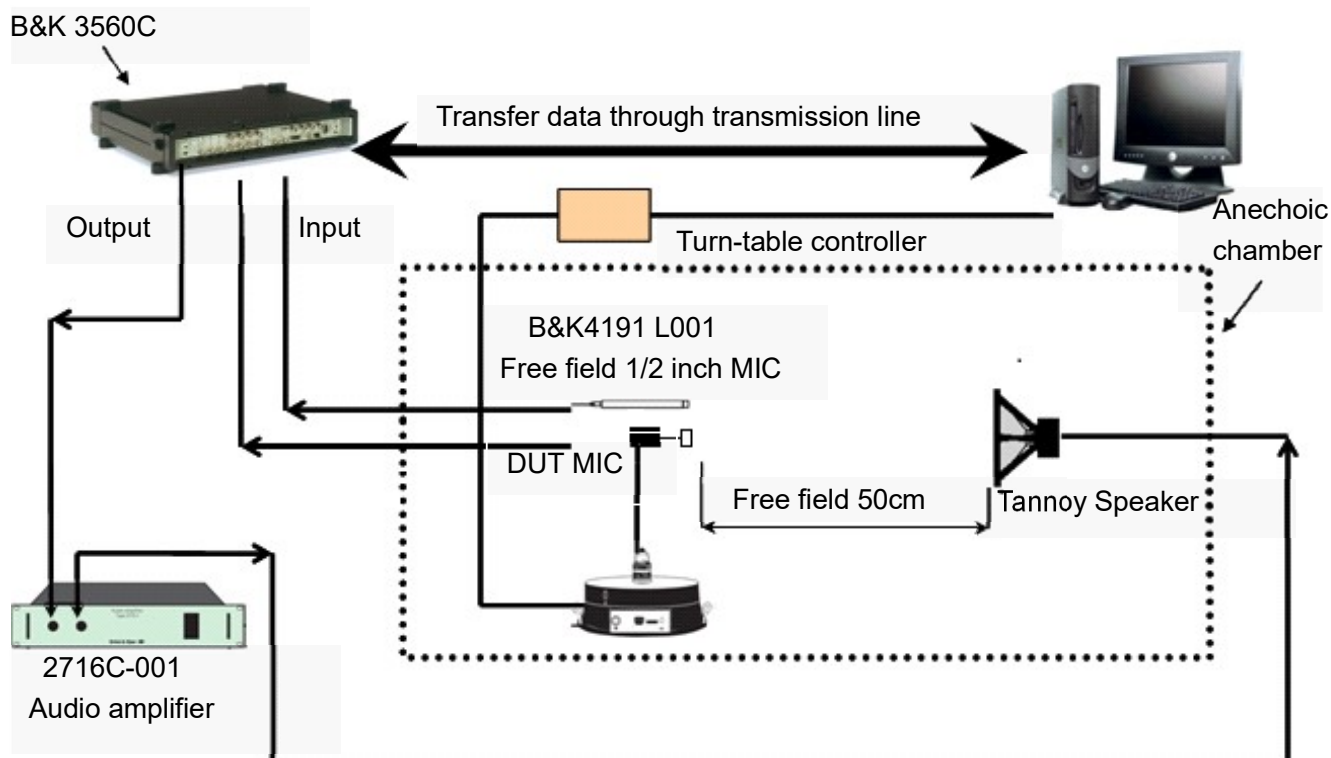 B&K 3560C
Transfer data through transmission line
Output
Input
Turn-table controller
Anechoic
chamber
B&K4191 L001
Free field 1/2 inch MIC
DUT MIC
Free field 50cm
Tannoy Speaker
2716C-001
Audio amplifier